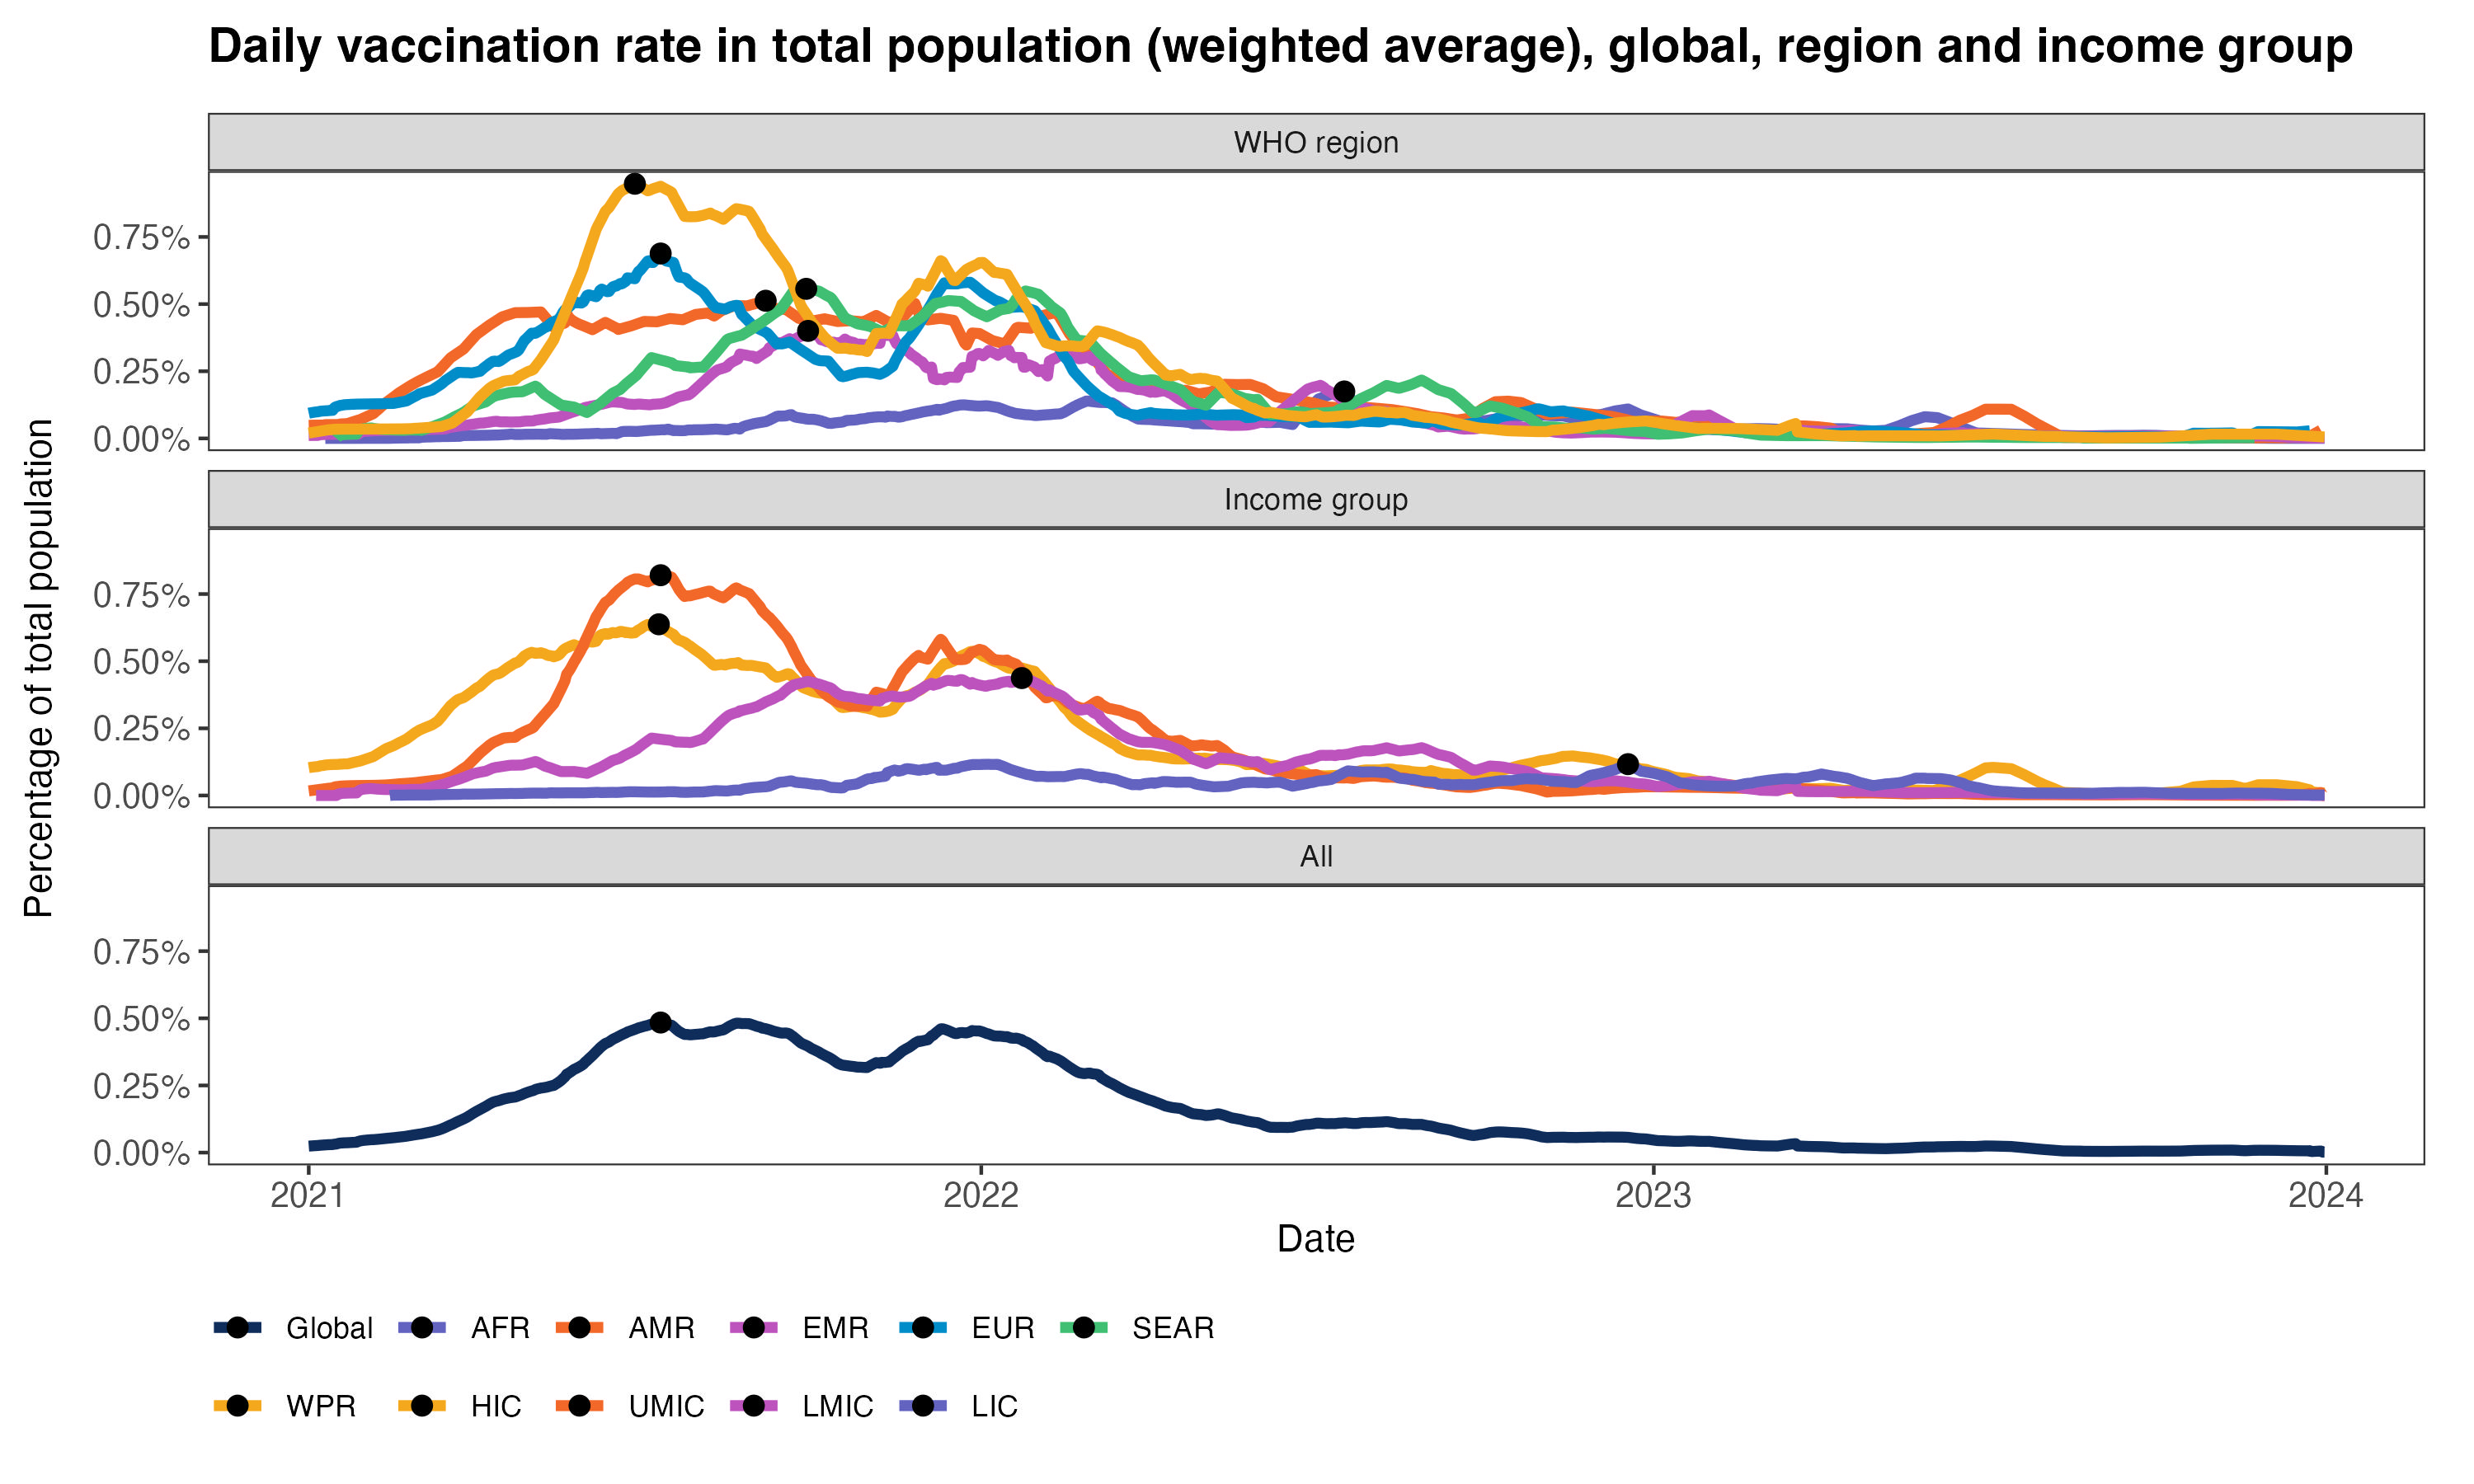 Daily vaccination rate in total population (weighted average), global, region and income group
WHO region
0.75%
0.50%
0.25%
0.00%
Income group
0.75%
0.50%
0.25%
0.00%
All
0.75%
0.50%
0.25%
0.00%
Percentage of total population
2021 2022 2023 2024
Date
Global AFR AMR EMR EUR SEAR
WPR HIC UMIC LMIC LIC